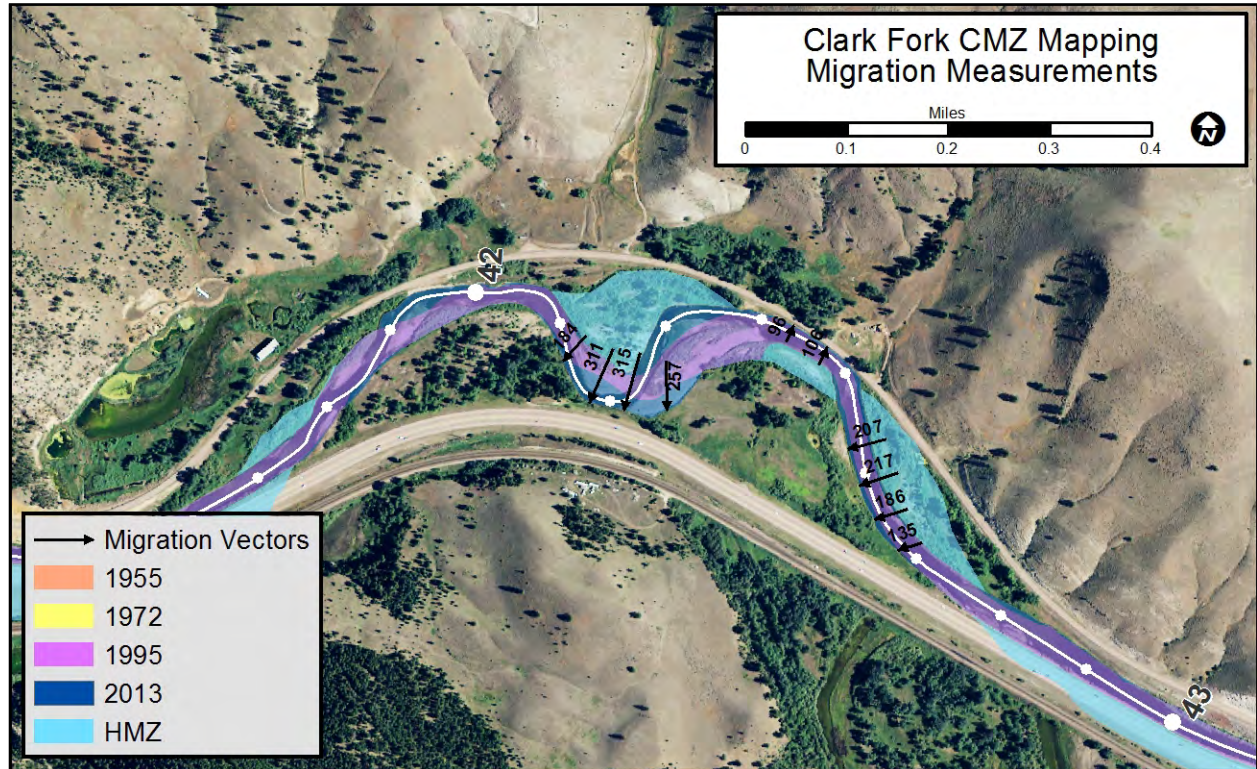 Clark Fork CMZ Mapping
Migration Measurements
Miles
0 0.1 0.2 0.3 0.4
N
42
84
311
315
257
96
106
207
217
186
135
43
Migration Vectors
1955
1972
1995
2013
HMZ